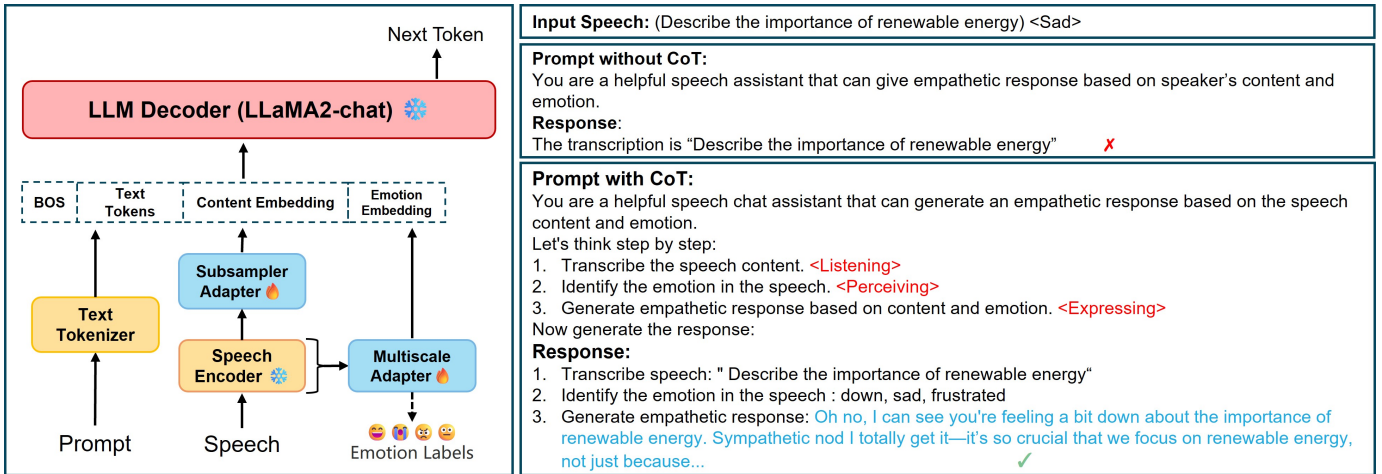 Next Token
LLM Decoder (LLaMA2-chat)
BOS
Text
Tokens
Content Embedding
Emotion
Embedding
Subsampler
Adapter
Text
Tokenizer
Speech
Encoder
Multiscale
Adapter
Prompt
Speech
Emotion Labels
Input Speech: (Describe the importance of renewable energy) <Sad>
Prompt without CoT:
You are a helpful speech assistant that can give empathetic response based on speaker’s content and
emotion.
Response:
The transcription is “Describe the importance of renewable energy” ✗
Prompt with CoT:
You are a helpful speech chat assistant that can generate an empathetic response based on the speech
content and emotion.
Let's think step by step:
1. Transcribe the speech content. <Listening>
2. Identify the emotion in the speech. <Perceiving>
3. Generate empathetic response based on content and emotion. <Expressing>
Now generate the response:
Response:
1. Transcribe speech: " Describe the importance of renewable energy“
2. Identify the emotion in the speech : down, sad, frustrated
3. Generate empathetic response: Oh no, I can see you're feeling a bit down about the importance of
renewable energy. Sympathetic nod I totally get it—it’s so crucial that we focus on renewable energy,
not just because... ✓